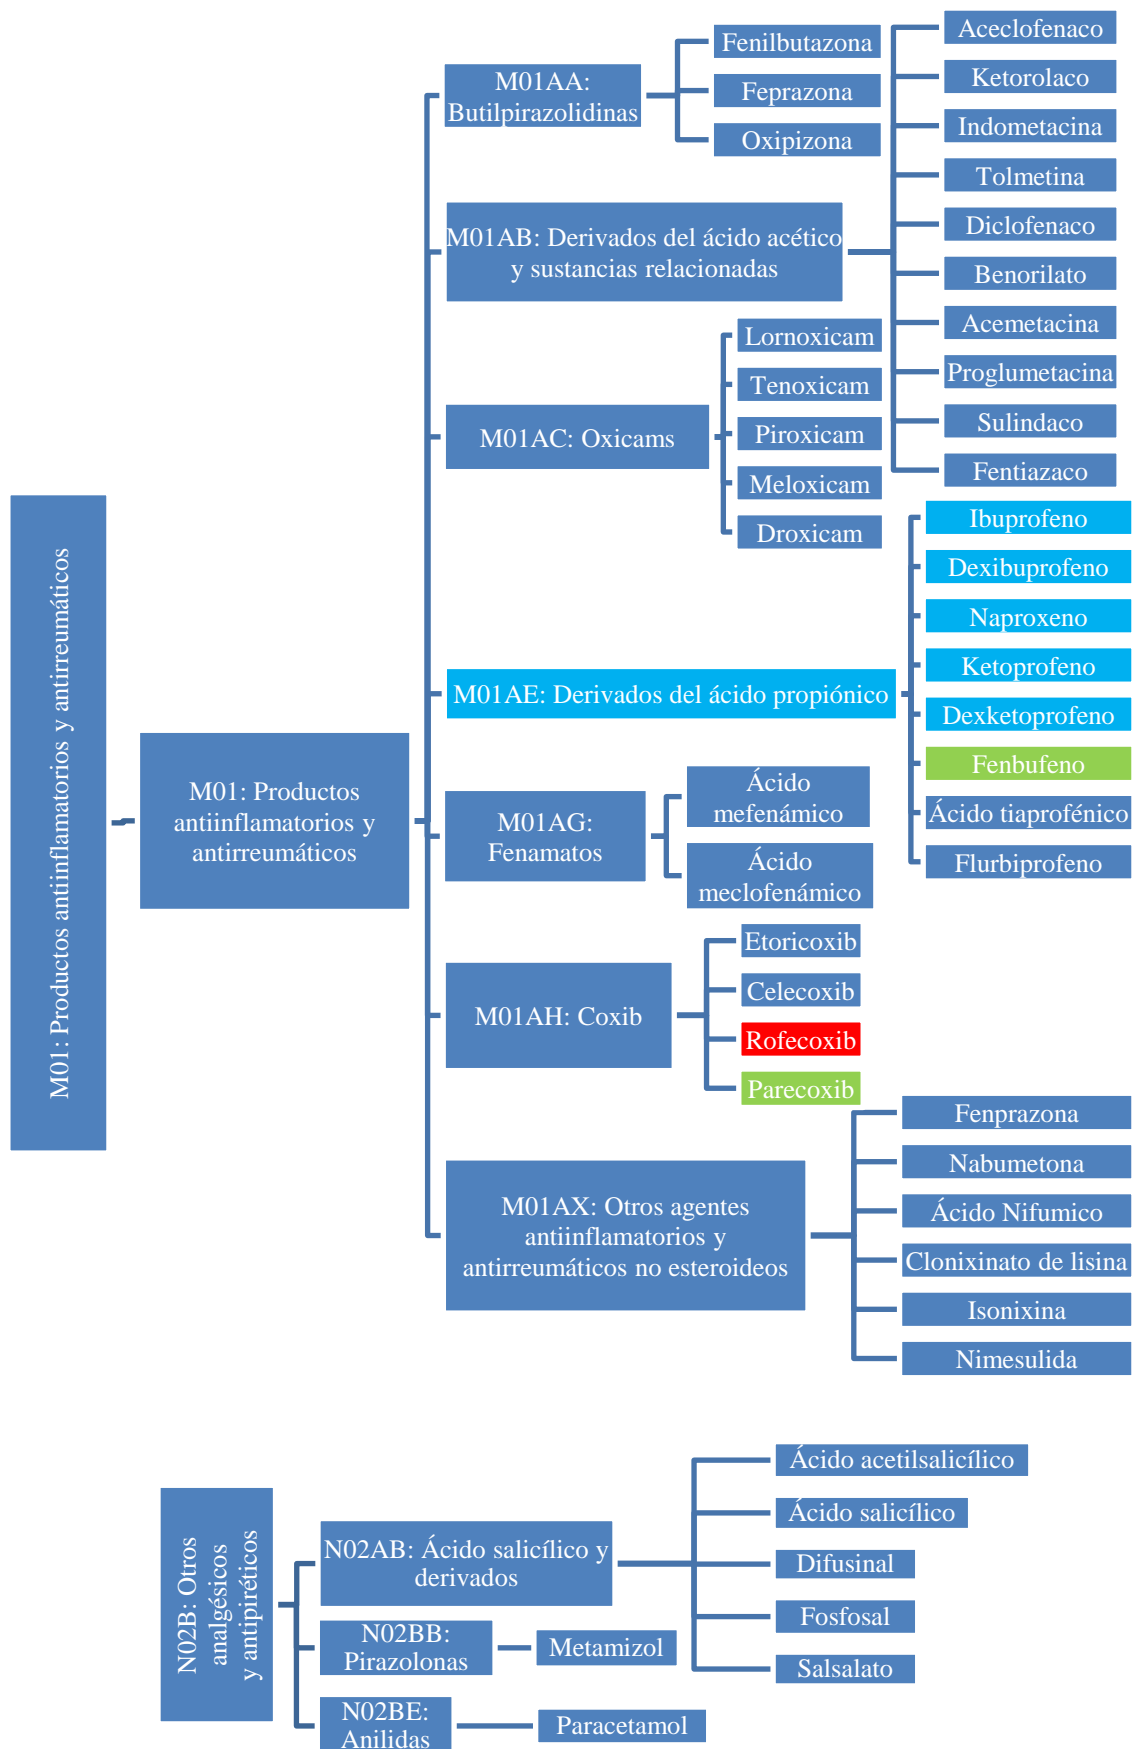 M01: Productos antiinflamatorios y antirreumáticos
M01: Productos
antiinflamatorios y
antirreumáticos
M01AA:
Butilpirazolidinas
Fenilbutazona
Feprazona
Oxipizona
M01AB: Derivados del ácido acético
y sustancias relacionadas
Aceclofenaco
Ketorolaco
Indometacina
Tolmetina
Diclofenaco
Benorilato
Acemetacina
Proglumetacina
Sulindaco
Fentiazaco
M01AC: Oxicams
Lornoxicam
Tenoxicam
Piroxicam
Meloxicam
Droxicam
M01AE: Derivados del ácido propiónico
Ibuprofeno
Dexibuprofeno
Naproxeno
Ketoprofeno
Dexketoprofeno
Fenbufeno
Ácido tiaprofénico
Flurbiprofeno
M01AG:
Fenamatos
Ácido
mefenámico
Ácido
meclofenámico
M01AH: Coxib
Etoricoxib
Celecoxib
Rofecoxib
Parecoxib
M01AX: Otros agentes
antiinflamatorios y
antirreumáticos no esteroideos
Fenprazona
Nabumetona
Ácido Nifumico
Clonixinato de lisina
Isonixina
Nimesulida
N02B: Otros
analgésicos
y antipiréticos
N02AB: Ácido salicílico y
derivados
Ácido acetilsalicílico
Ácido salicílico
Difusinal
Fosfosal
Salsalato
N02BB:
Pirazolonas
Metamizol
N02BE:
Anilidas
Paracetamol